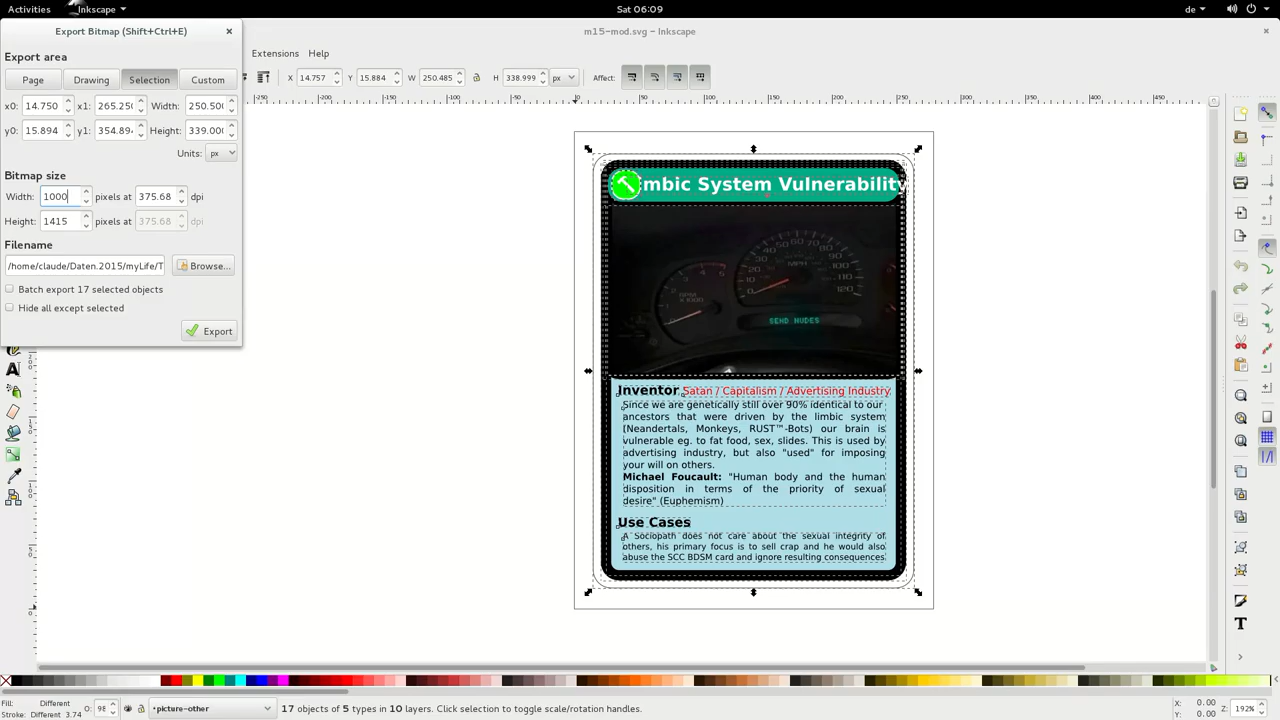 Activities
Inkscape
Sat 06:09
de
Export Bitmap (Shift+Ctrl+E)
m15-mod.svg – Inkscape
Export area
Extensions
Help
Page
Drawing
Selection
Custom
X 14.757
Y 15.884
W 250.485
H 338.999
px
Affect:
x0: 14.750 x1: 265.250 Width: 250.500
y0: 15.894 y1: 354.894 Height: 339.000
Units: px
Bitmap size
Width: 1000 pixels at 375.68 dpi
Height: 1415 pixels at 375.68 dpi
Filename
/home/claude/Daten.2015/myLife/T
Browse...
Batch export 17 selected objects
Hide all except selected
Export
mbic System Vulnerability
SEND NUDES
Inventor Satan / Capitalism / Advertising Industry
Since we are genetically still over 90% identical to our
ancestors that were driven by the limbic system
(Neandertals, Monkeys, RUST™-Bots) our brain is
vulnerable eg. to fat food, sex, slides. This is used by
advertising industry, but also "used" for imposing
your will on others.
Michael Foucault: "Human body and the human
disposition in terms of the priority of sexual
desire" (Euphemism)
Use Cases
A Sociopath does not care about the sexual integrity of
others, his primary focus is to sell crap and he would also
abuse the SCC BDSM card and ignore resulting consequences
Fill: Different
Stroke: Different 3.74
O: 98
•picture-other
17 objects of 5 types in 10 layers. Click selection to toggle scale/rotation handles.
X: 0.00
Y: 0.00
Z: 192%